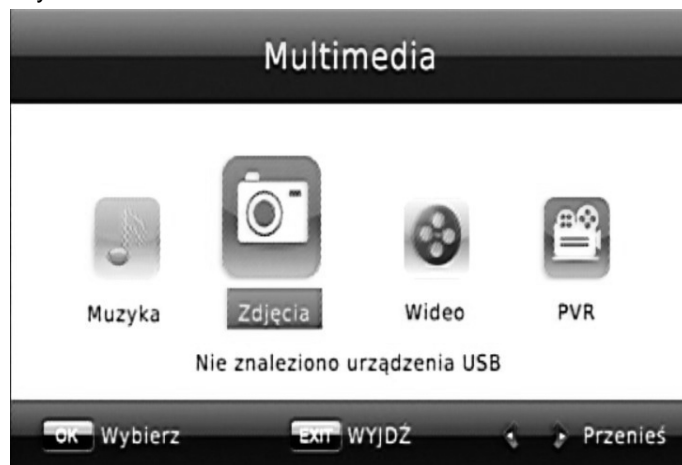 Multimedia
Muzyka Zdjęcia Wideo PVR
Nie znaleziono urządzenia USB
OK Wybierz EXIT WYJDŹ Przenieś